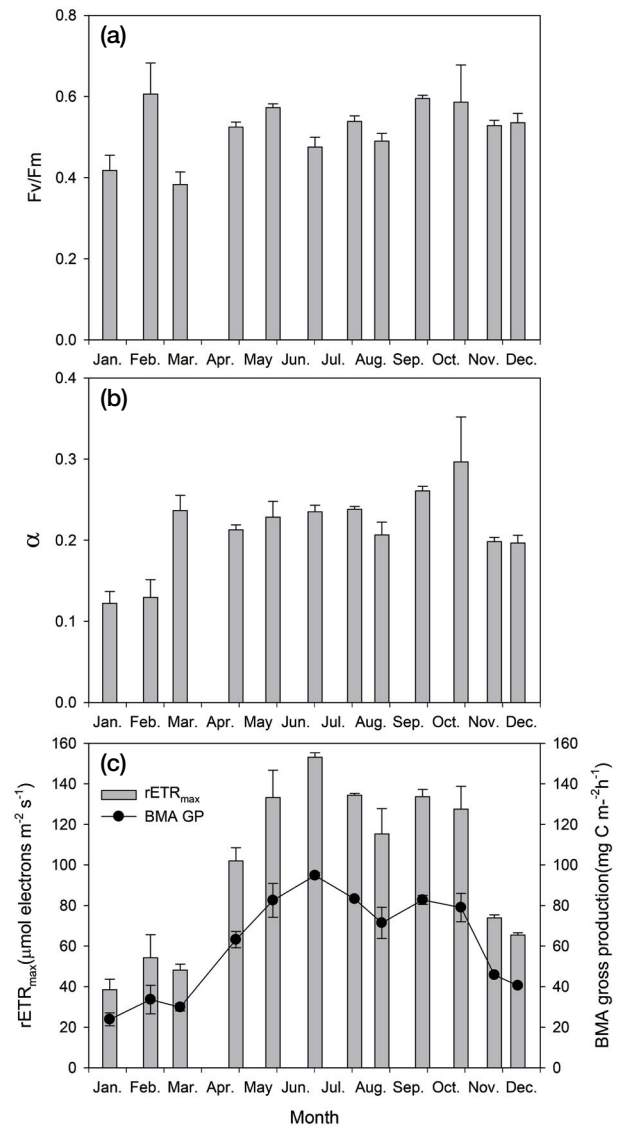 (a)
0.8
0.6
0.4
0.2
0.0
Fv/Fm
Jan. Feb. Mar. Apr. May Jun. Jul. Aug. Sep. Oct. Nov. Dec.
(b)
0.4
0.3
0.2
0.1
0.0
α
Jan. Feb. Mar. Apr. May Jun. Jul. Aug. Sep. Oct. Nov. Dec.
(c)
rETRmax
BMA GP
160
140
120
100
80
60
40
20
0
rETRmax(μmol electrons m-2 s-1)
160
140
120
100
80
60
40
20
0
BMA gross production(mg C m-2h-1)
Jan. Feb. Mar. Apr. May Jun. Jul. Aug. Sep. Oct. Nov. Dec.
Month